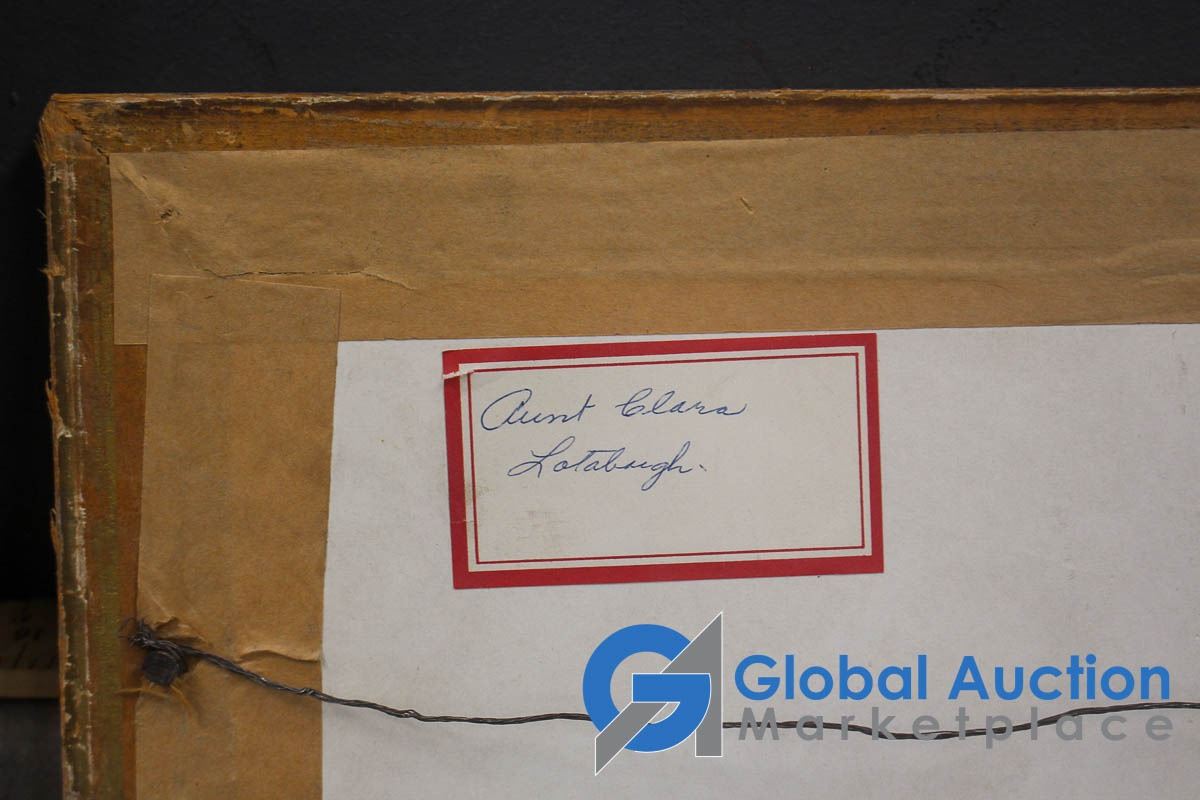 Aunt Clara
Lotabaugh.
Global Auction
Marketplace